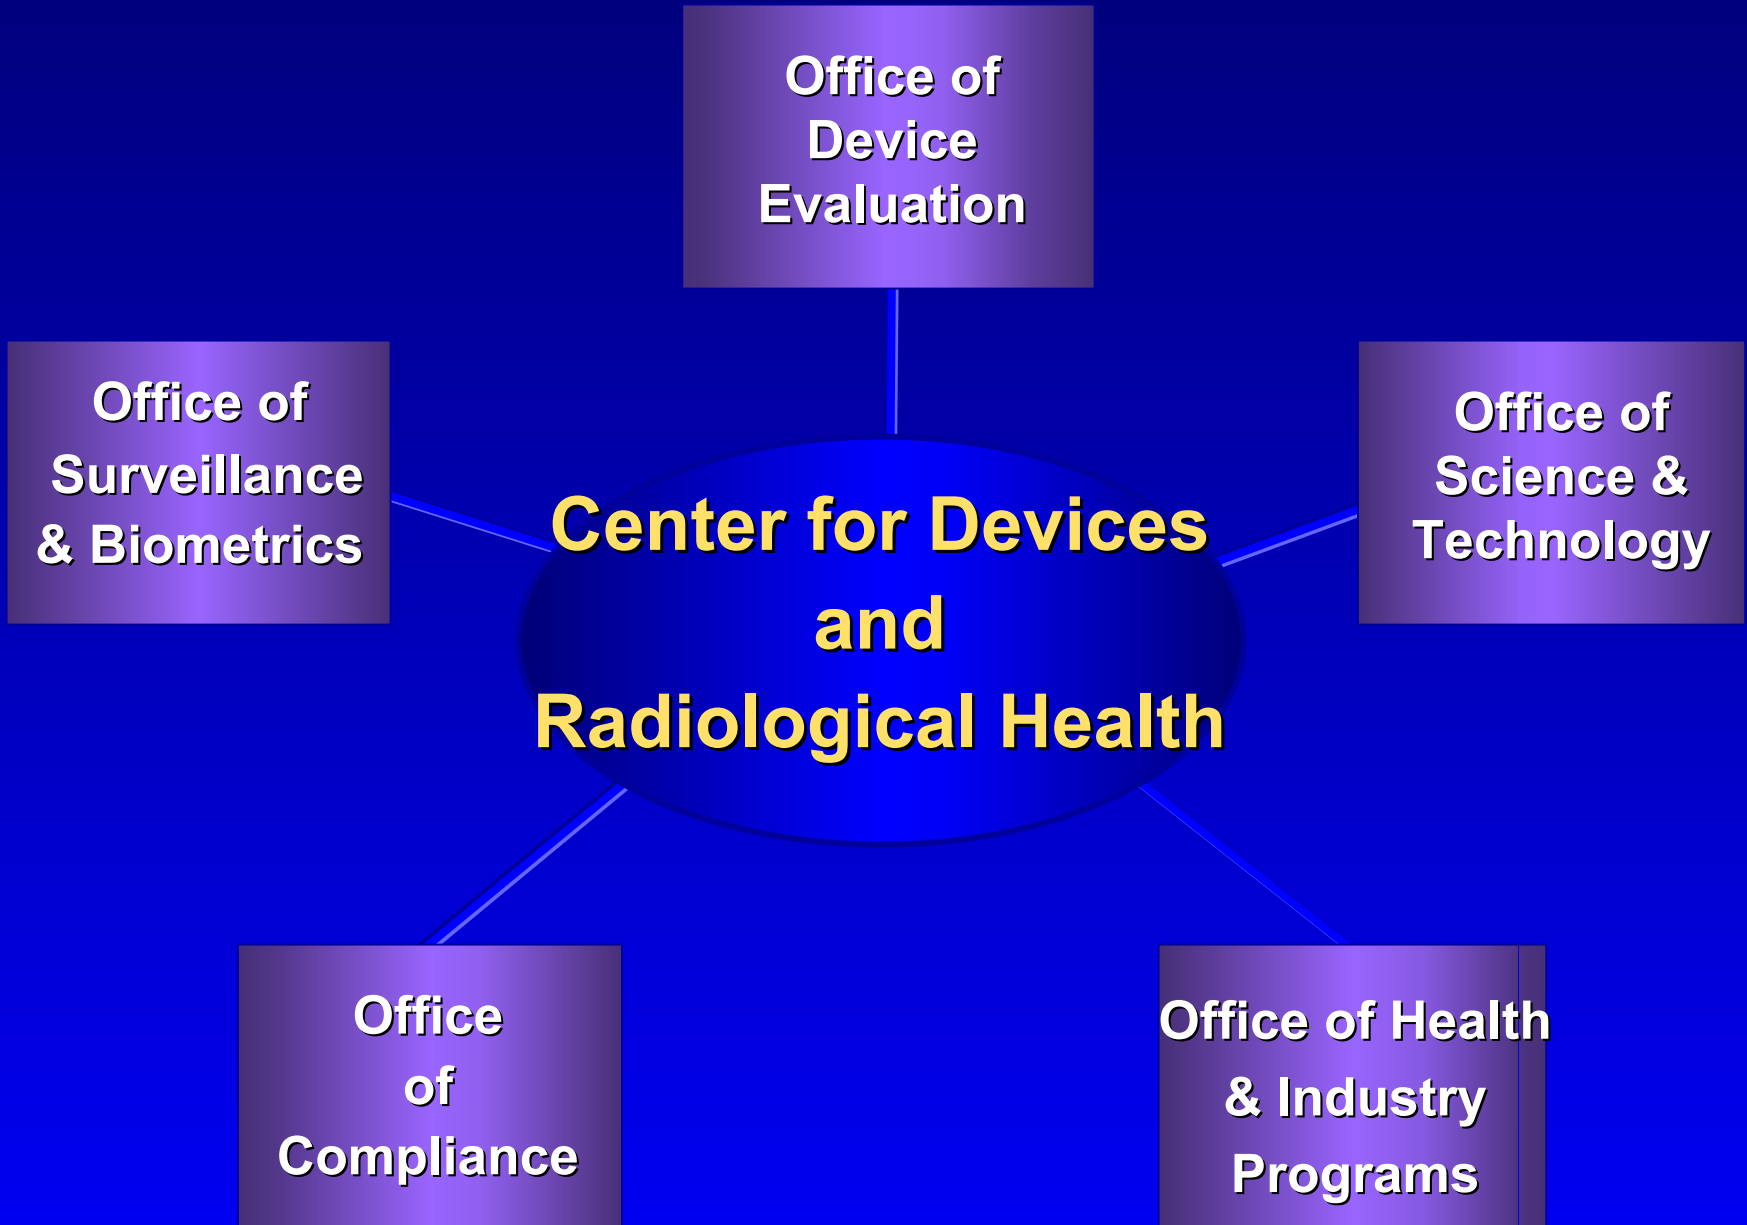 Office of
Device
Evaluation
Office of
Surveillance
& Biometrics
Office of
Science &
Technology
Center for Devices
and
Radiological Health
Office
of
Compliance
Office of Health
& Industry
Programs